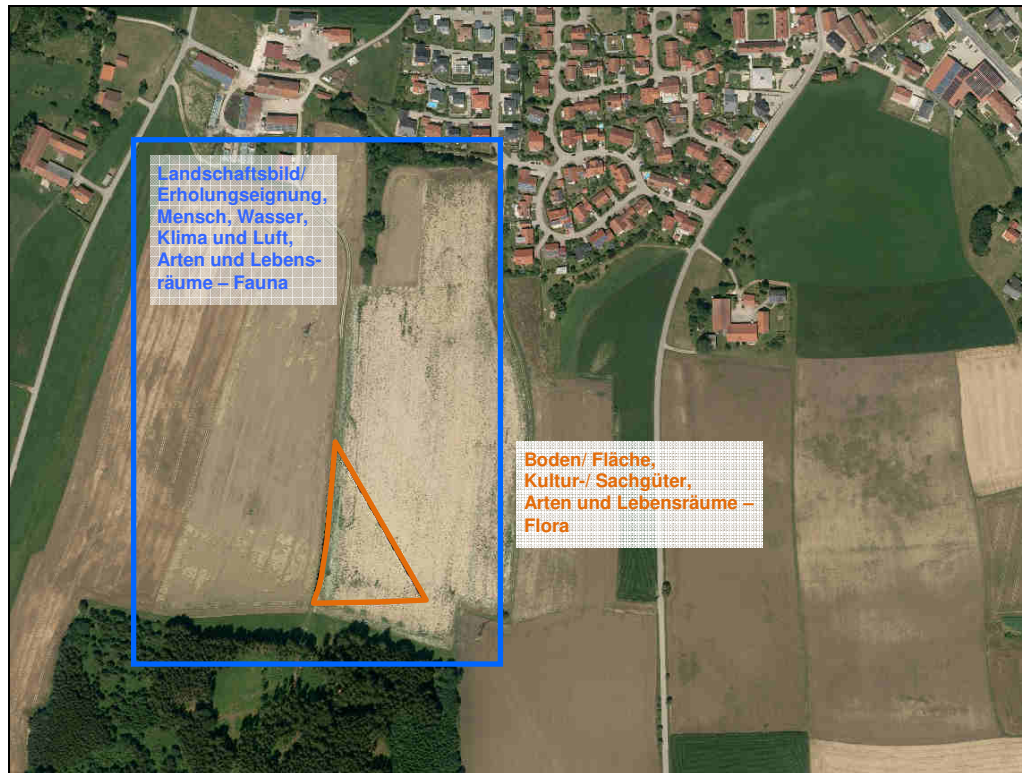 Landschaftsbild/
Erholungseignung,
Mensch, Wasser,
Klima und Luft,
Arten und Lebens-
räume – Fauna
Boden/ Fläche,
Kultur-/ Sachgüter,
Arten und Lebensräume –
Flora